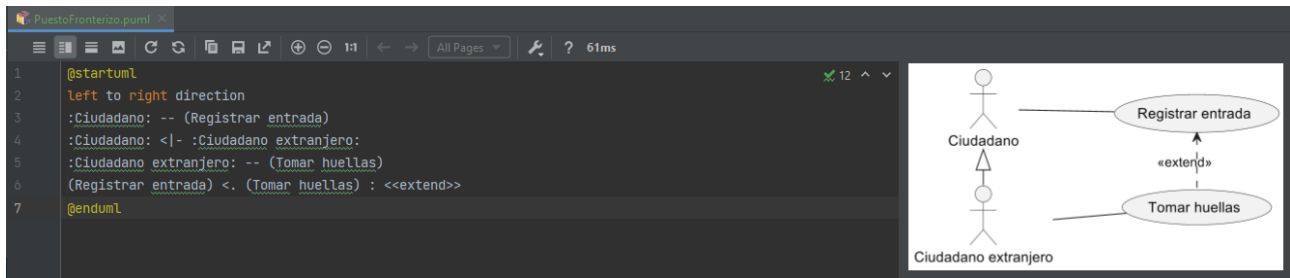 PuestoFronterizo.puml
1:1 All Pages ? 61ms
1 @startuml
2 left to right direction
3 :Ciudadano: -- (Registrar entrada)
4 :Ciudadano: <|- :Ciudadano extranjero:
5 :Ciudadano extranjero: -- (Tomar huellas)
6 (Registrar entrada) <. (Tomar huellas) : <<extend>>
7 @enduml
12
Registrar entrada
Ciudadano
«extend»
Tomar huellas
Ciudadano extranjero